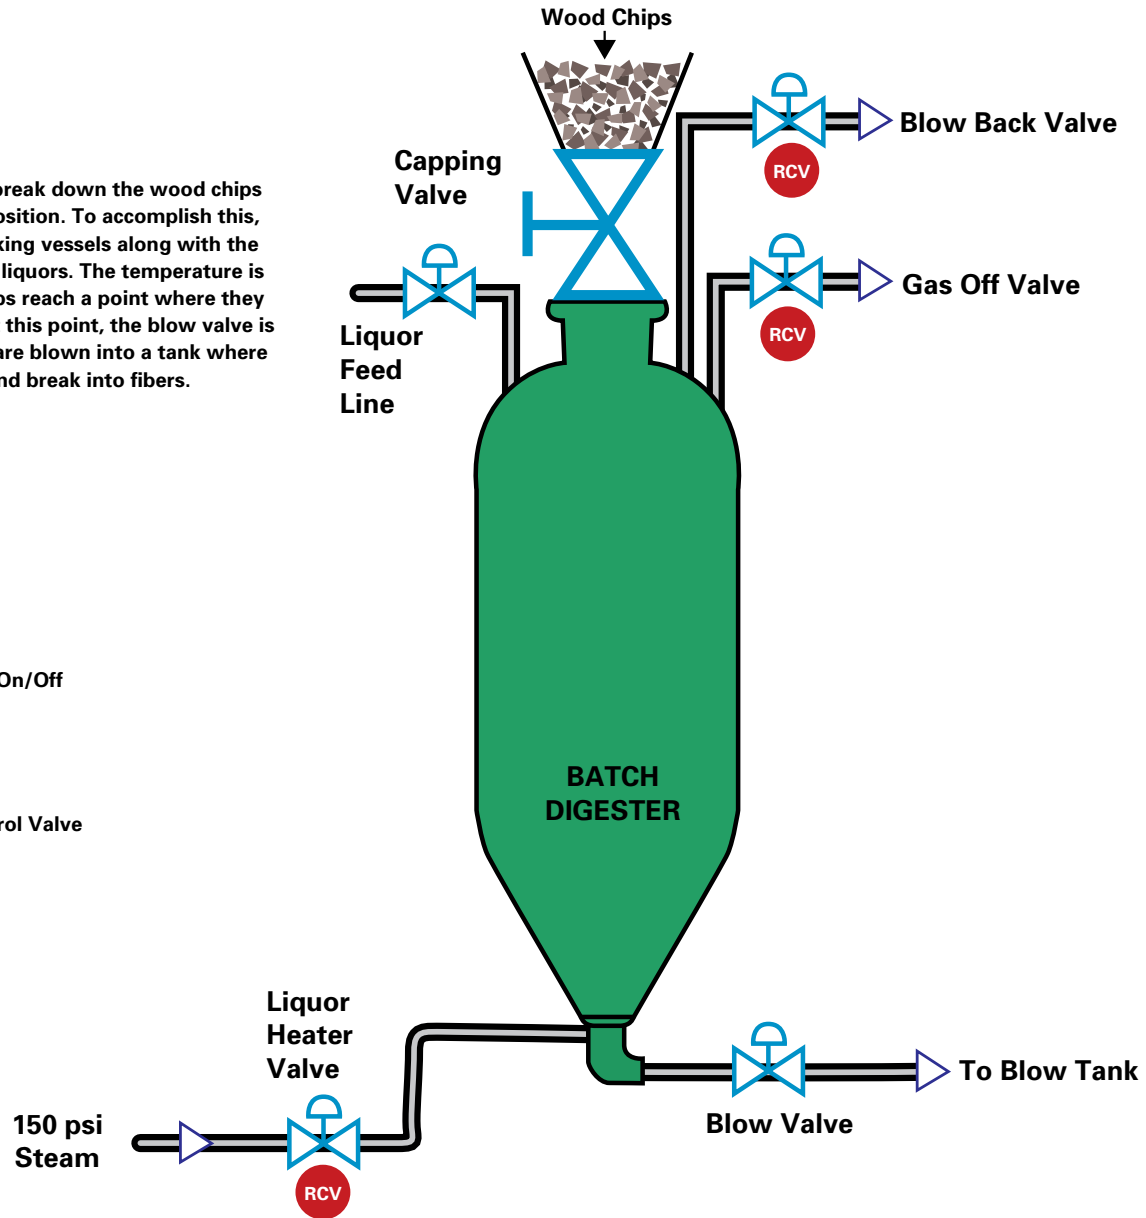 Wood Chips
Blow Back Valve
RCV
Capping
Valve
break down the wood chips
osition. To accomplish this,
king vessels along with the
liquors. The temperature is
ps reach a point where they
this point, the blow valve is
are blown into a tank where
nd break into fibers.
Gas Off Valve
RCV
Liquor
Feed
Line
On/Off
rol Valve
BATCH
DIGESTER
Liquor
Heater
Valve
To Blow Tank
Blow Valve
150 psi
Steam
RCV